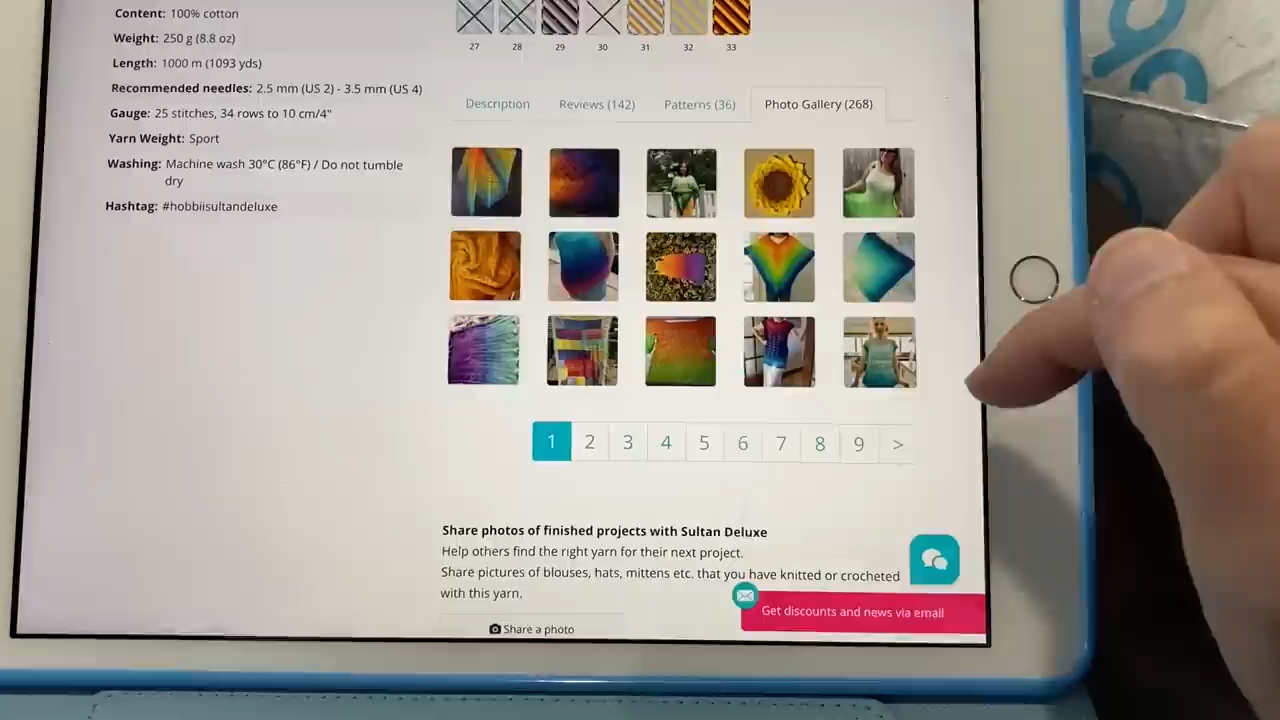 Content: 100% cotton
Weight: 250 g (8.8 oz)
Length: 1000 m (1093 yds)
Recommended needles: 2.5 mm (US 2) - 3.5 mm (US 4)
Gauge: 25 stitches, 34 rows to 10 cm/4"
Yarn Weight: Sport
Washing: Machine wash 30°C (86°F) / Do not tumble
dry
Hashtag: #hobbiisultandeluxe
27 28 29 30 31 32 33
Description Reviews (142) Patterns (36) Photo Gallery (268)
1 2 3 4 5 6 7 8 9 >
Share photos of finished projects with Sultan Deluxe
Help others find the right yarn for their next project.
Share pictures of blouses, hats, mittens etc. that you have knitted or crocheted
with this yarn.
Get discounts and news via email
Share a photo